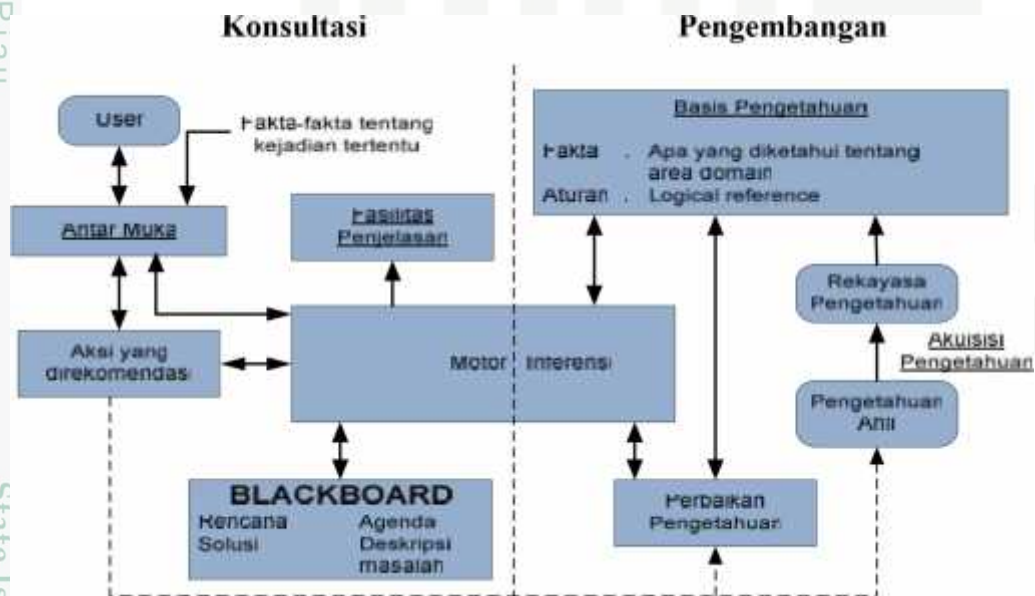 Konsultasi
Pengembangan
User
Fakta-fakta tentang
kejadian tertentu
Antar Muka
Fasilitas
Penjelasan
Aksi yang
direkomendasi
Motor Interensi
BLACKBOARD
Rencana Agenda
Solusi Deskripsi
masalah
Basis Pengetahuan
Fakta : Apa yang diketahui tentang
area domain
Aturan : Logical reference
Rekayasa
Pengetahuan
Akuisisi
Pengetahuan
Pengetahuan
Ahli
Perbaikan
Pengetahuan